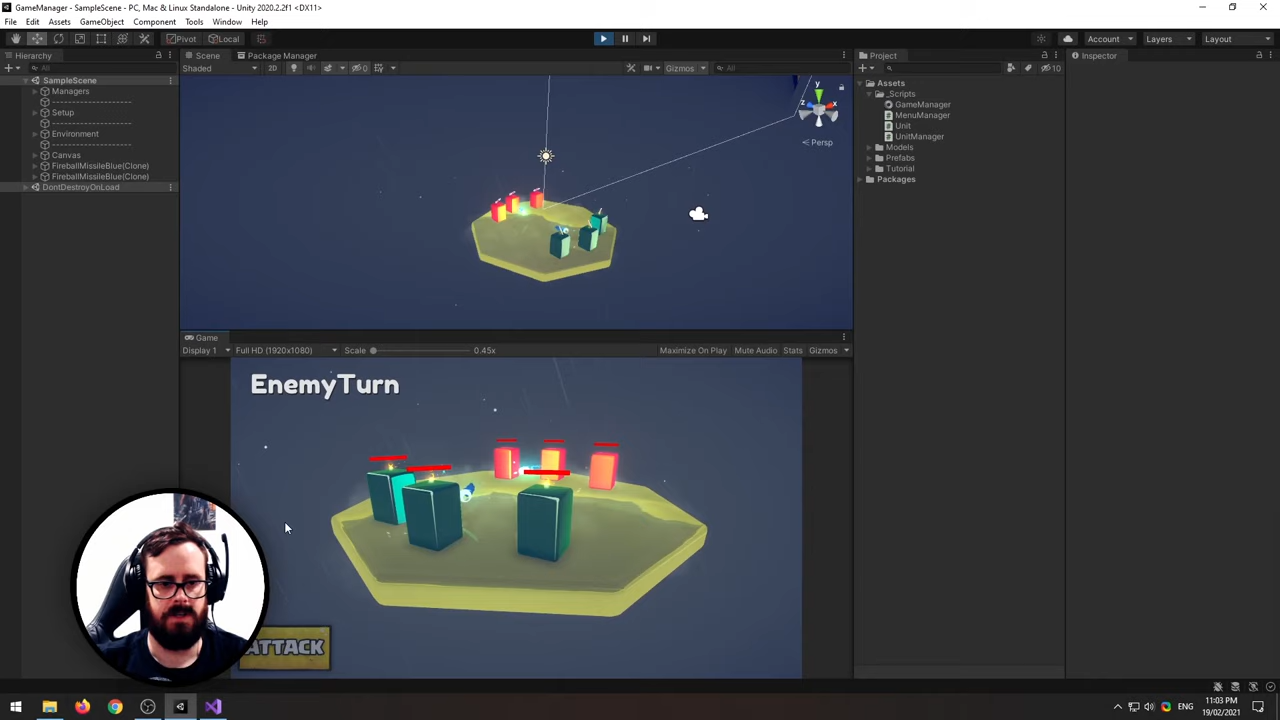 GameManager - SampleScene - PC, Mac & Linux Standalone - Unity 2020.2.2f1 <DX11>
File Edit Assets GameObject Component Tools Window Help
Pivot Local Account Layers Layout
Hierarchy Scene Package Manager Project Inspector
All Shaded 2D 0 Gizmos All 10
SampleScene
Managers
--------------------
Setup
--------------------
Environment
--------------------
Canvas
FireballMissileBlue(Clone)
FireballMissileBlue(Clone)
DontDestroyOnLoad
y
z x
< Persp
Assets
_Scripts
GameManager
MenuManager
Unit
UnitManager
Models
Prefabs
Tutorial
Packages
Game
Display 1 Full HD (1920x1080) Scale 0.45x Maximize On Play Mute Audio Stats Gizmos
EnemyTurn
ATTACK
ENG
11:03 PM
19/02/2021